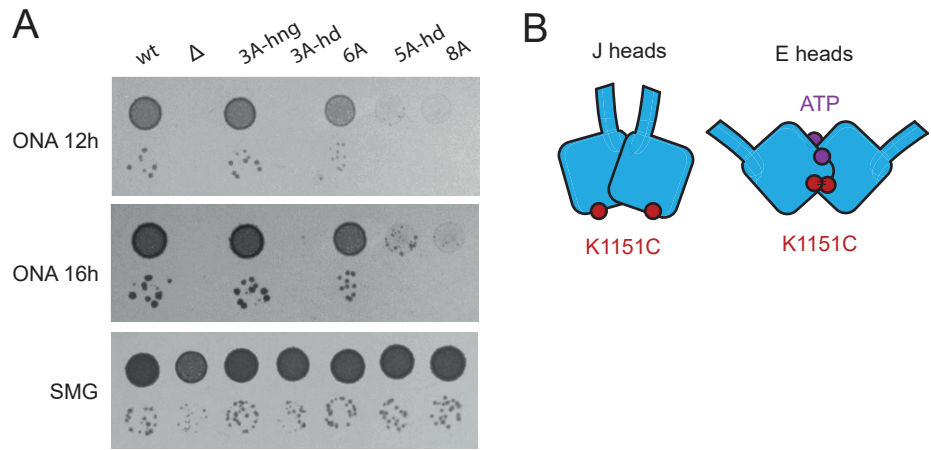 A
wt Δ 3A-hng 3A-hd 6A 5A-hd 8A
ONA 12h
ONA 16h
SMG
B
J heads E heads
ATP
K1151C K1151C